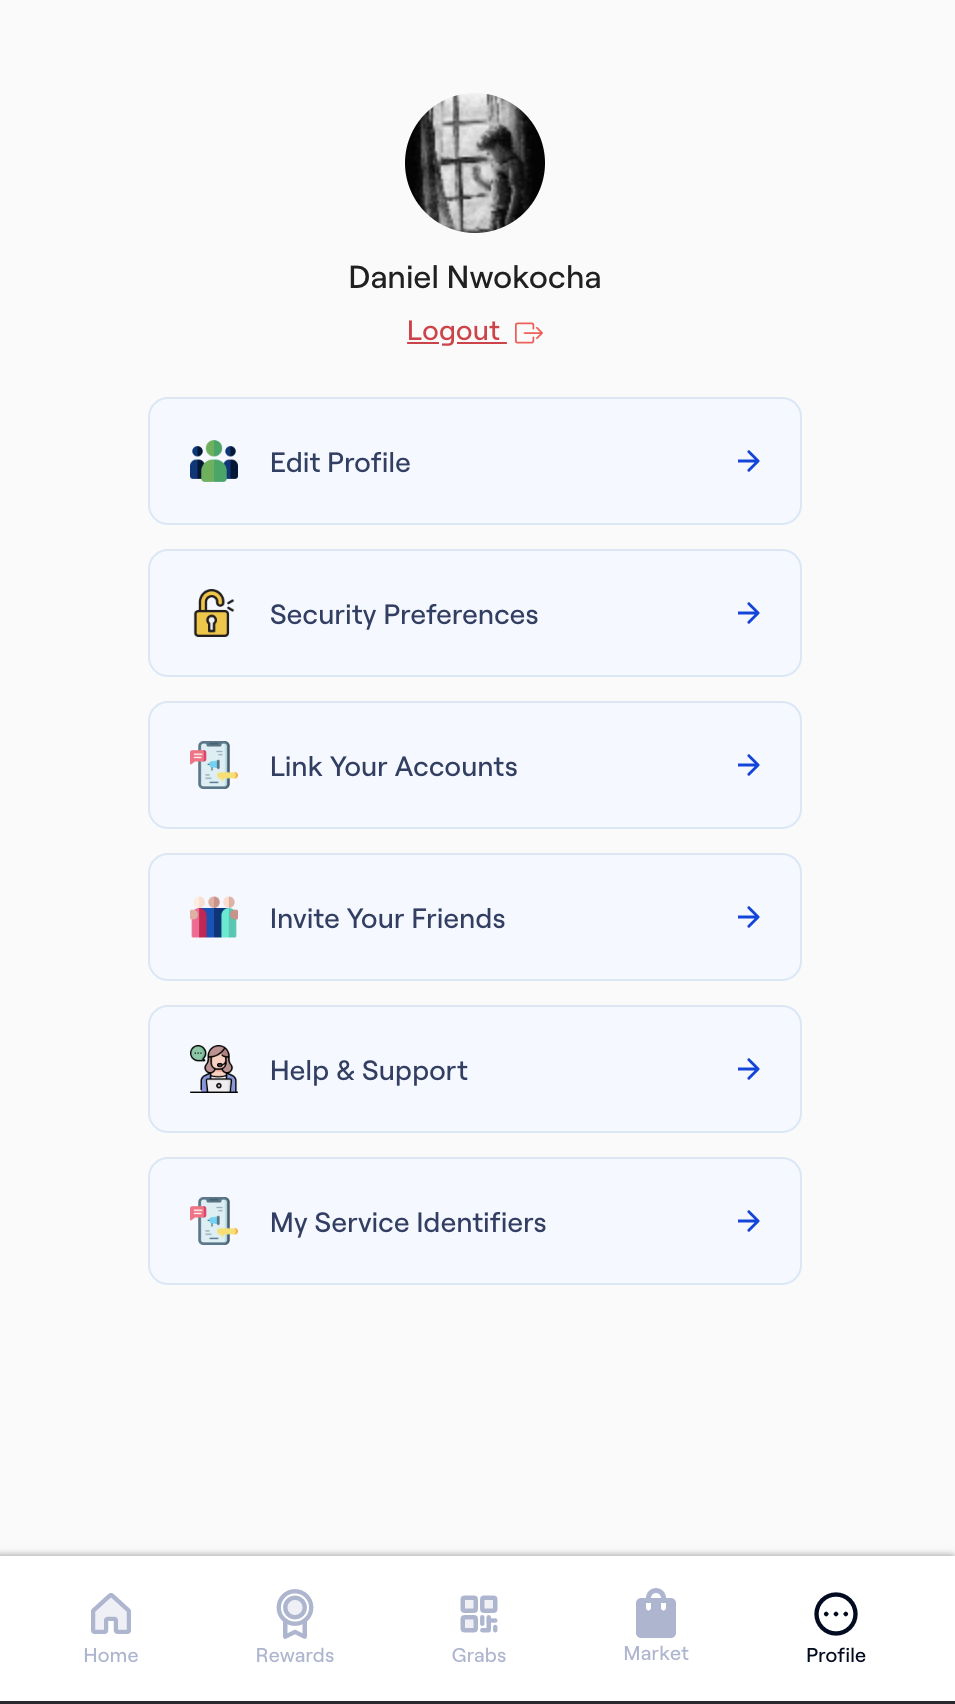 Daniel Nwokocha
Logout
Edit Profile
Security Preferences
Link Your Accounts
Invite Your Friends
Help & Support
My Service Identifiers
Home
Rewards
Grabs
Market
Profile